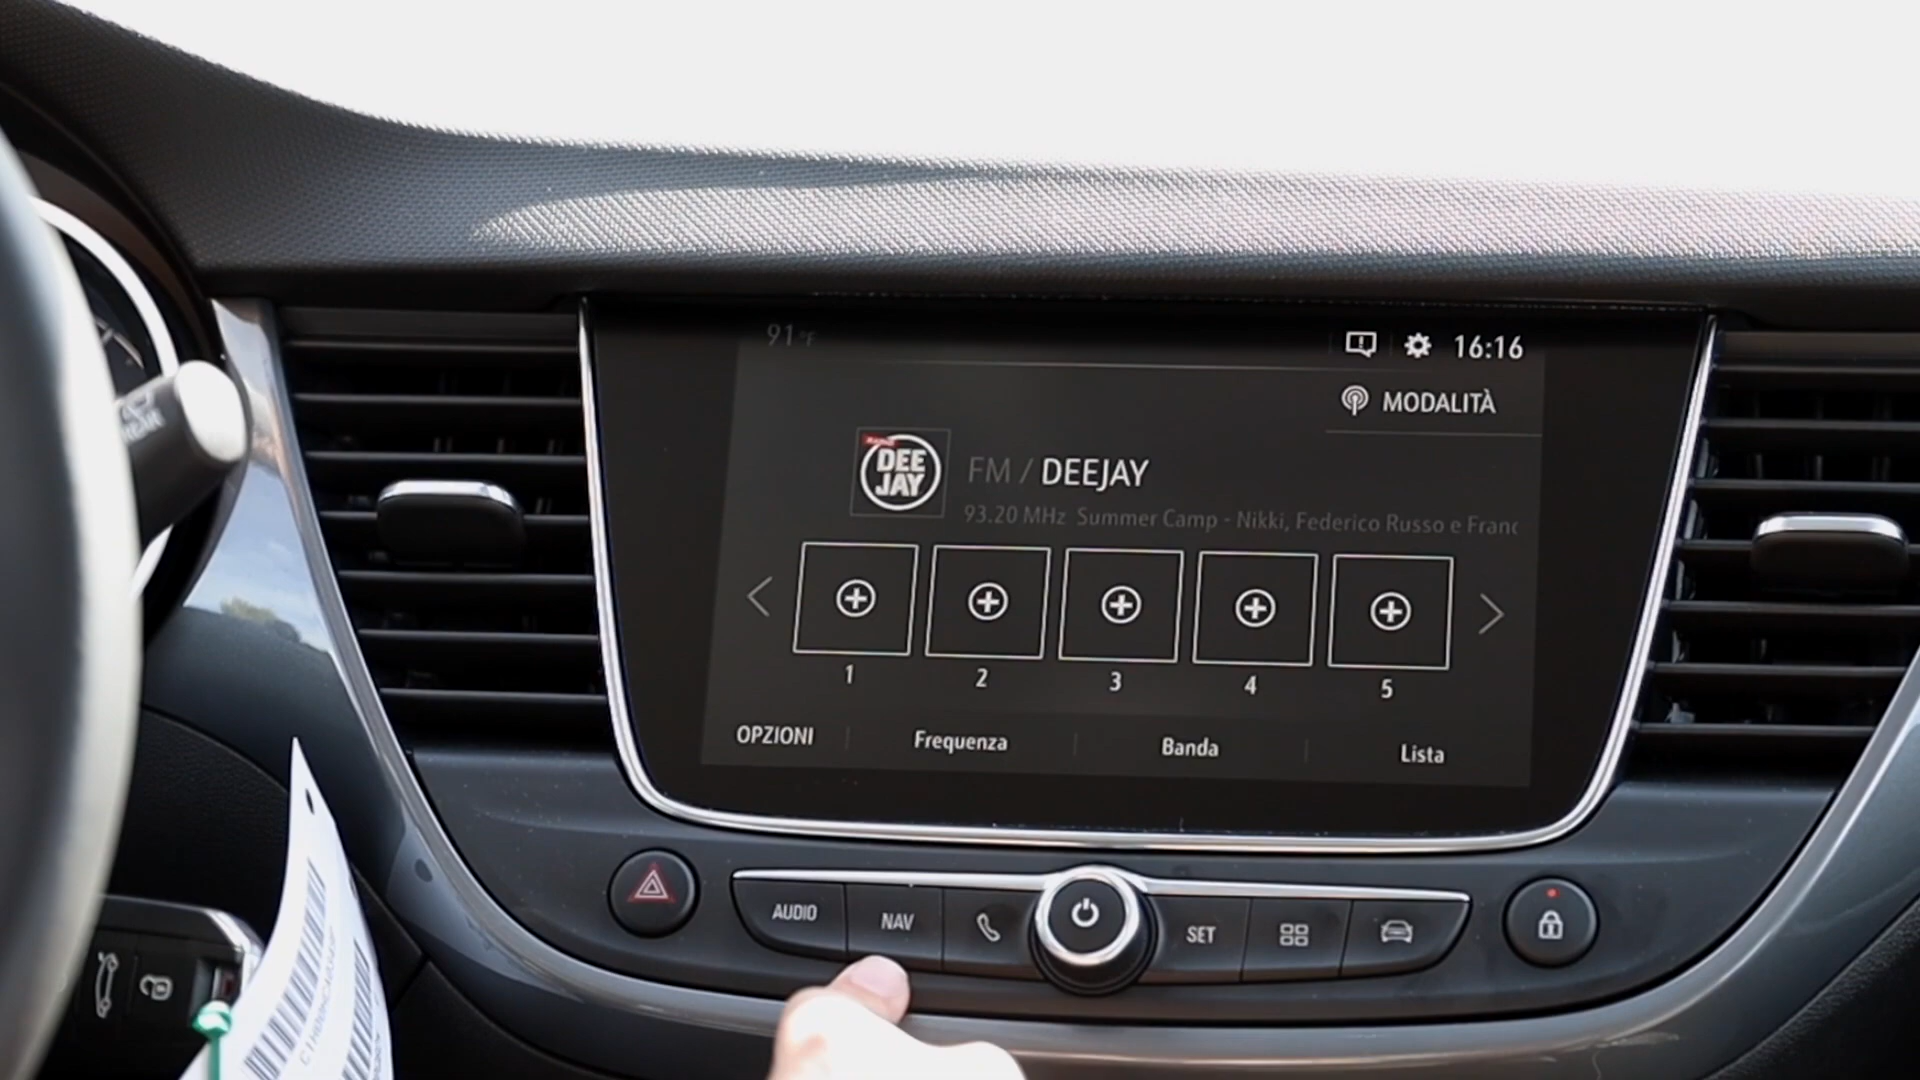 91°F
16:16
MODALITÀ
RADIO
DEE
JAY
FM / DEEJAY
93.20 MHz Summer Camp - Nikki, Federico Russo e Franc
1 2 3 4 5
OPZIONI Frequenza Banda Lista
AUDIO NAV SET